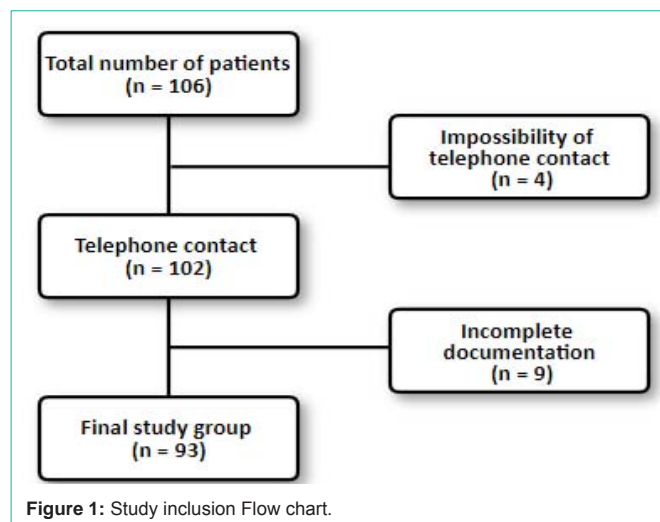 Total number of patients
(n = 106)
Impossibility of
telephone contact
(n = 4)
Telephone contact
(n = 102)
Incomplete
documentation
(n = 9)
Final study group
(n = 93)
Figure 1: Study inclusion Flow chart.